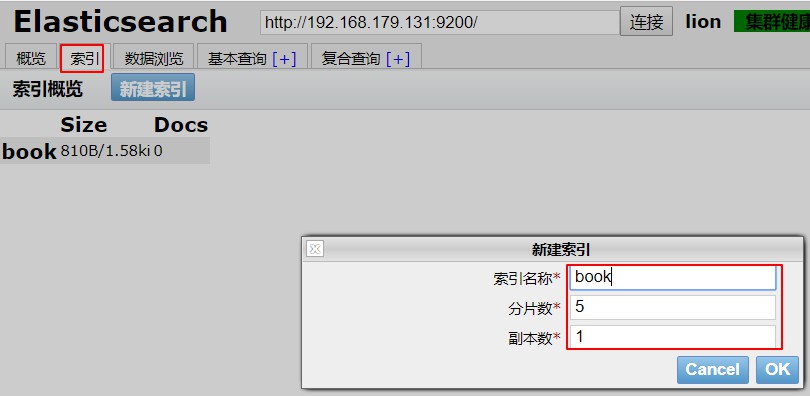 Elasticsearch http://192.168.179.131:9200/ 连接 lion 集群健康
概览 索引 数据浏览 基本查询 [+] 复合查询 [+]
索引概览 新建索引
Size Docs
book 810B/1.58ki 0
新建索引
索引名称* book
分片数* 5
副本数* 1
Cancel OK